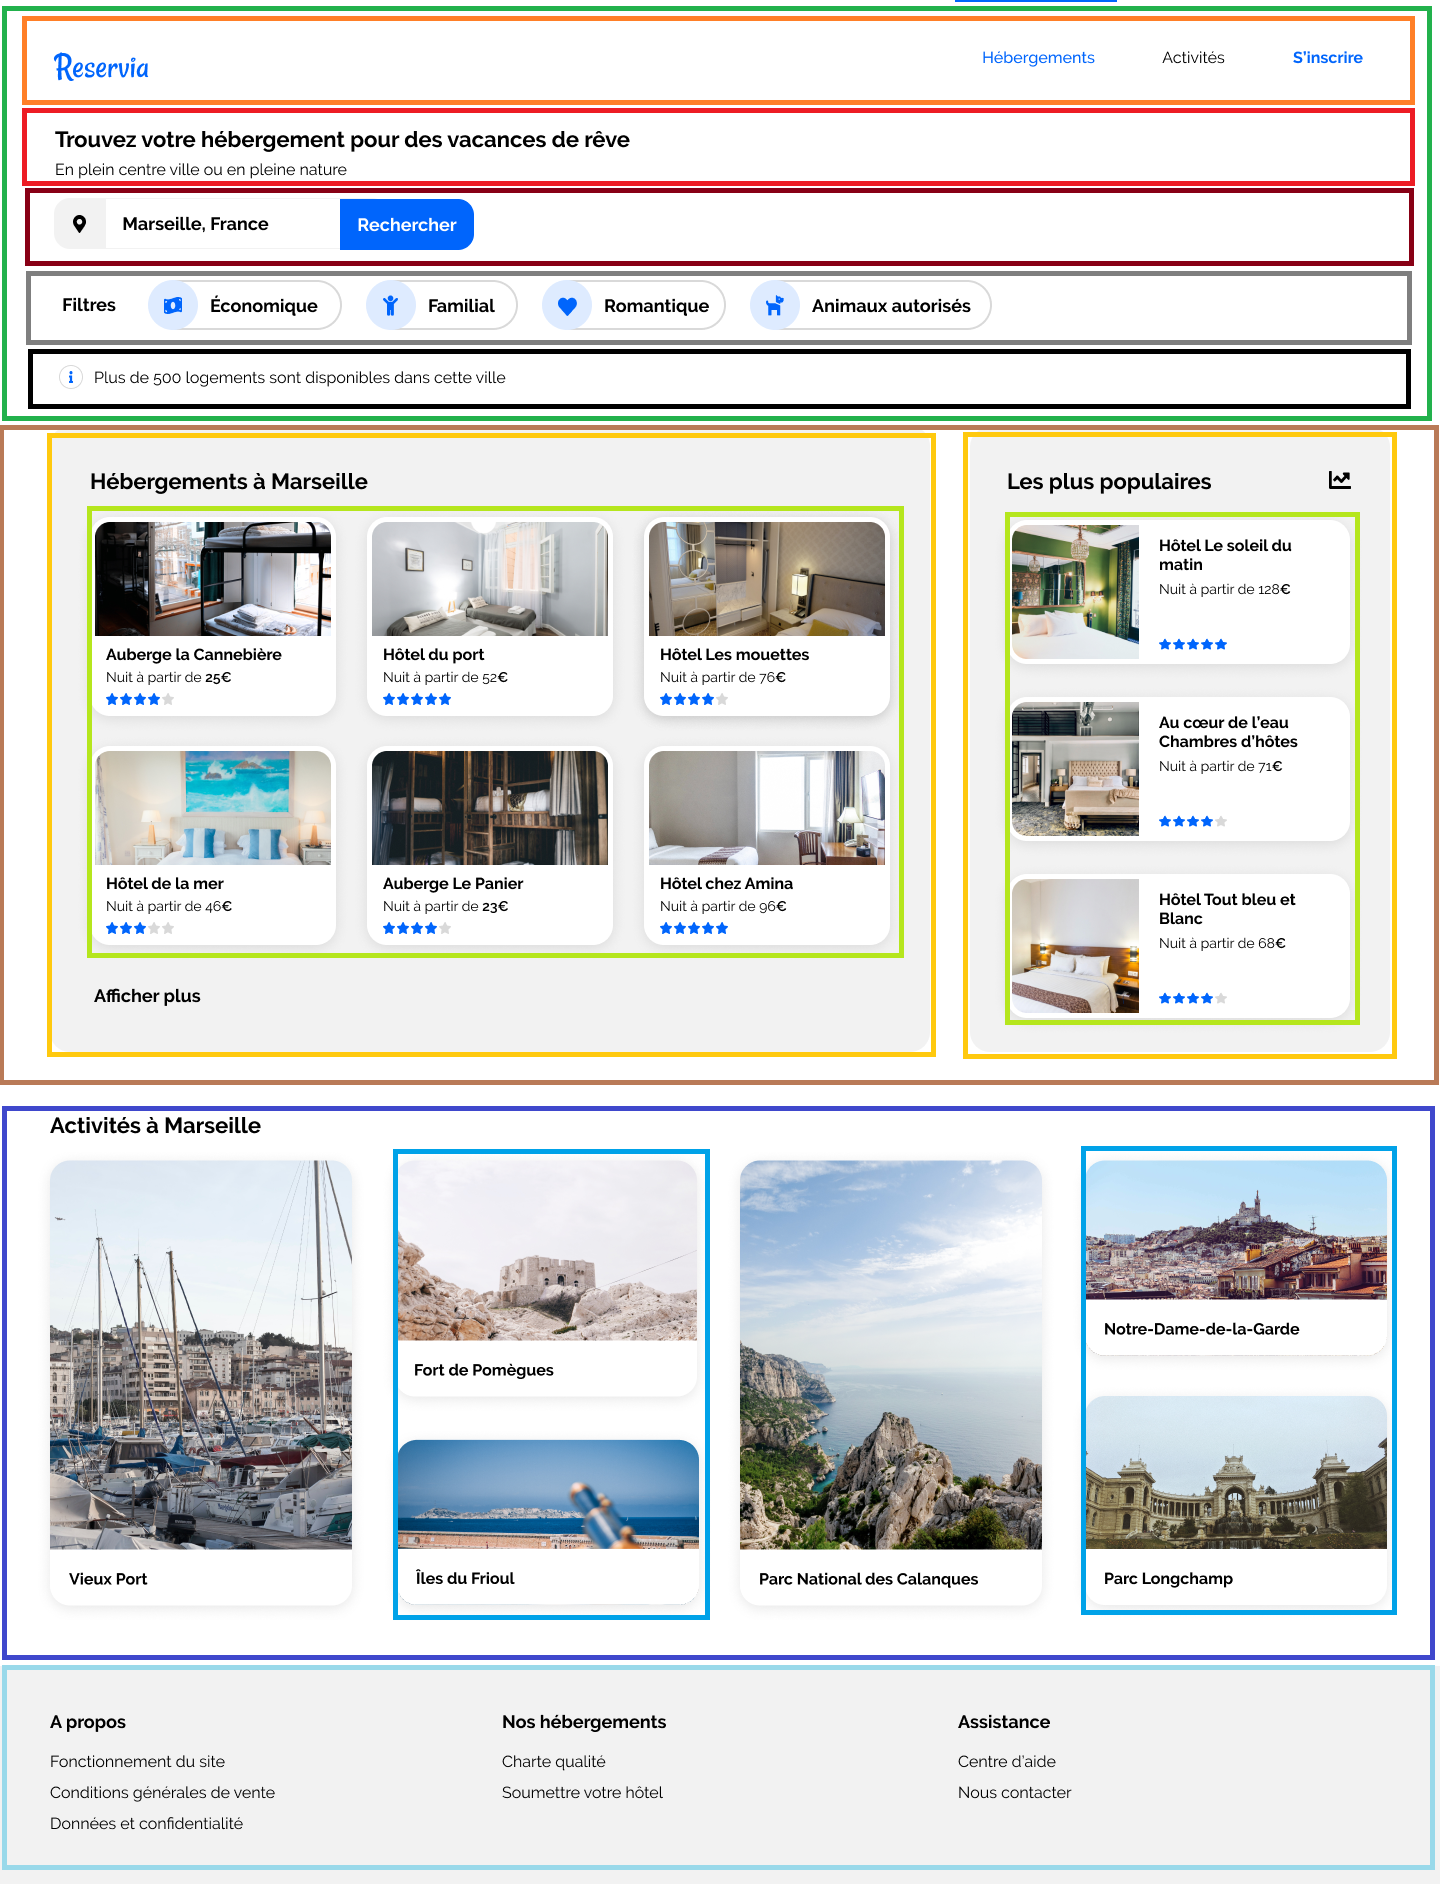 Reservia
Hébergements
Activités
S'inscrire
Trouvez votre hébergement pour des vacances de rêve
En plein centre ville ou en pleine nature
Marseille, France
Rechercher
Filtres
Économique
Familial
Romantique
Animaux autorisés
Plus de 500 logements sont disponibles dans cette ville
Hébergements à Marseille
Auberge la Cannebière
Nuit à partir de 25€
Hôtel du port
Nuit à partir de 52€
Hôtel Les mouettes
Nuit à partir de 76€
Hôtel de la mer
Nuit à partir de 46€
Auberge Le Panier
Nuit à partir de 23€
Hôtel chez Amina
Nuit à partir de 96€
Afficher plus
Les plus populaires
Hôtel Le soleil du
matin
Nuit à partir de 128€
Au cœur de l'eau
Chambres d'hôtes
Nuit à partir de 71€
Hôtel Tout bleu et
Blanc
Nuit à partir de 68€
Activités à Marseille
Vieux Port
Fort de Pomègues
Îles du Frioul
Parc National des Calanques
Notre-Dame-de-la-Garde
Parc Longchamp
A propos
Fonctionnement du site
Conditions générales de vente
Données et confidentialité
Nos hébergements
Charte qualité
Soumettre votre hôtel
Assistance
Centre d'aide
Nous contacter